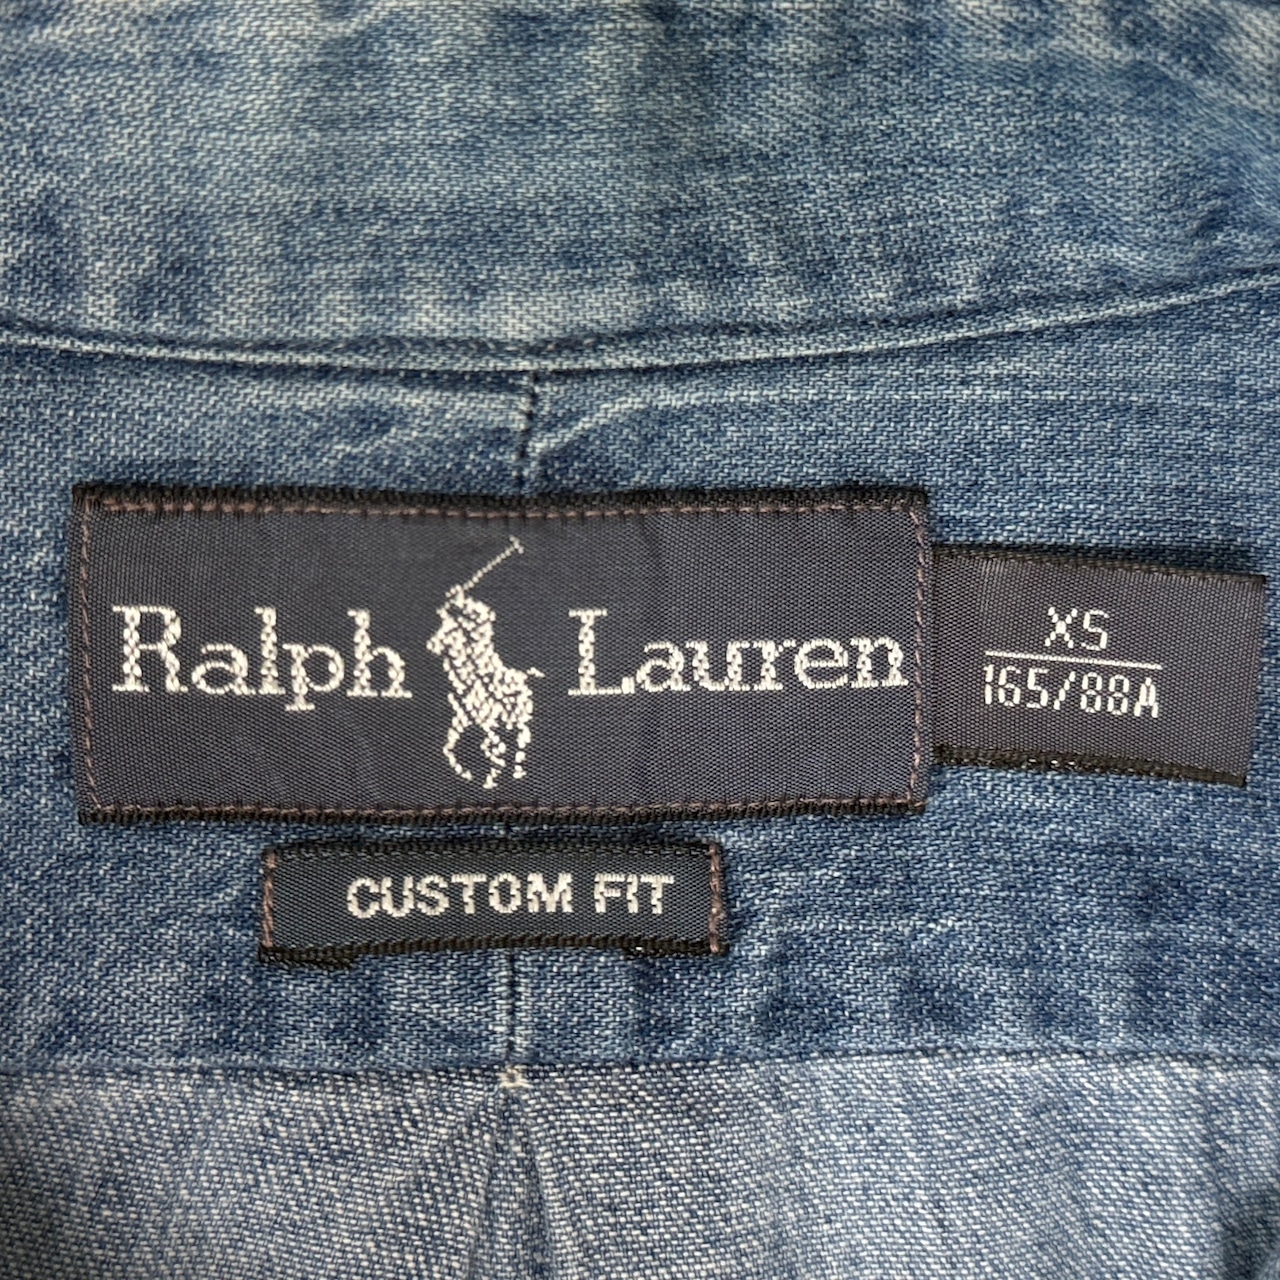 Ralph Lauren
XS
165/88A
CUSTOM FIT